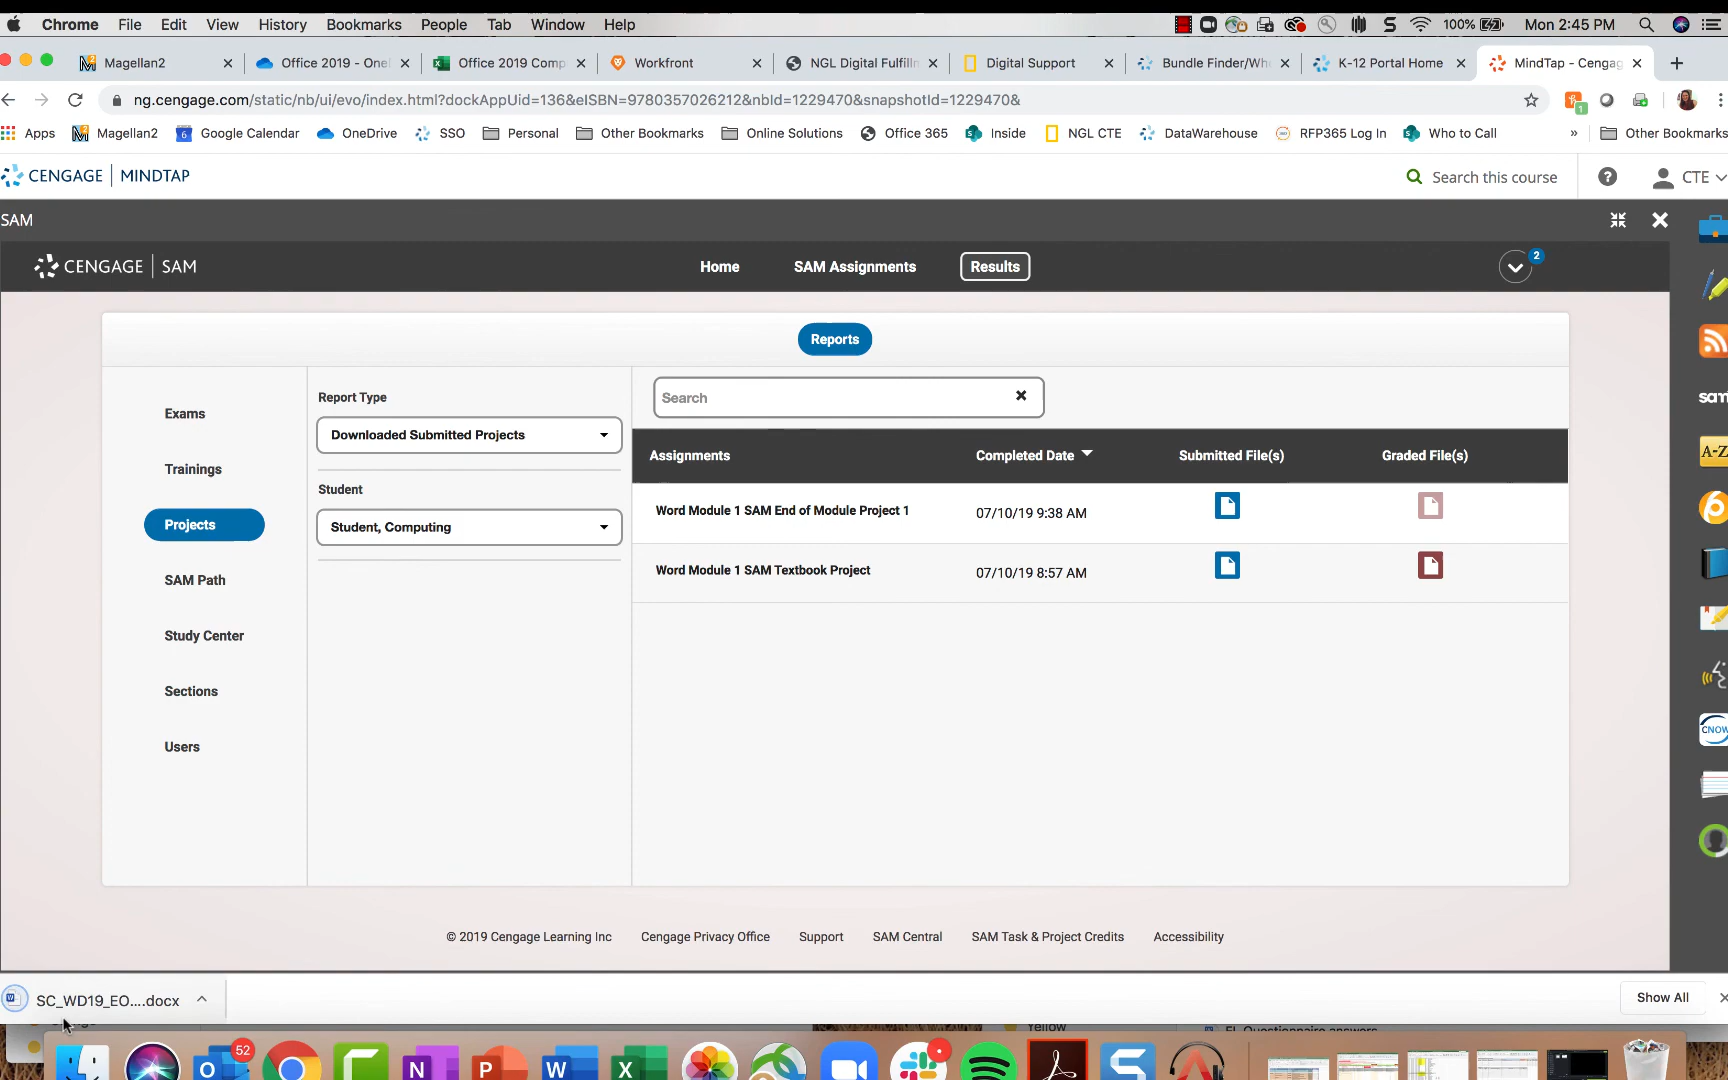 Chrome File Edit View History Bookmarks People Tab Window Help 100% Mon 2:45 PM
Magellan2 Office 2019 - One Office 2019 Comp Workfront NGL Digital Fulfilln Digital Support Bundle Finder/Whe K-12 Portal Home MindTap - Cengag
ng.cengage.com/static/nb/ui/evo/index.html?dockAppUid=136&eISBN=9780357026212&nbId=1229470&snapshotId=1229470& 1
Apps Magellan2 6 Google Calendar OneDrive SSO Personal Other Bookmarks Online Solutions Office 365 Inside NGL CTE DataWarehouse RFP365 Log In Who to Call » Other Bookmarks
CENGAGE | MINDTAP Search this course ? CTE
SAM
CENGAGE | SAM Home SAM Assignments Results 2
Reports
Exams
Trainings
Projects
SAM Path
Study Center
Sections
Users
Report Type
Downloaded Submitted Projects
Student
Student, Computing
Search
Assignments Completed Date Submitted File(s) Graded File(s)
Word Module 1 SAM End of Module Project 1 07/10/19 9:38 AM
Word Module 1 SAM Textbook Project 07/10/19 8:57 AM
sam
A-Z
CNOW
© 2019 Cengage Learning Inc Cengage Privacy Office Support SAM Central SAM Task & Project Credits Accessibility
SC_WD19_EO....docx Show All
Yellow
EL Questionnaire answers
52